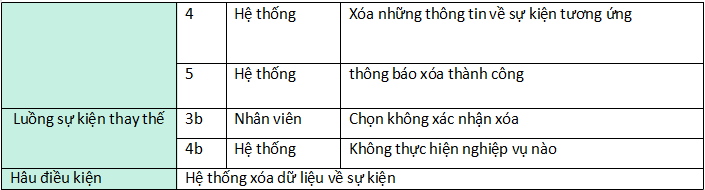 4 Hệ thống Xóa những thông tin về sự kiện tương ứng
5 Hệ thống thông báo xóa thành công
Luồng sự kiện thay thế 3b Nhân viên Chọn không xác nhận xóa
4b Hệ thống Không thực hiện nghiệp vụ nào
Hâu điều kiện Hệ thống xóa dữ liệu về sự kiện